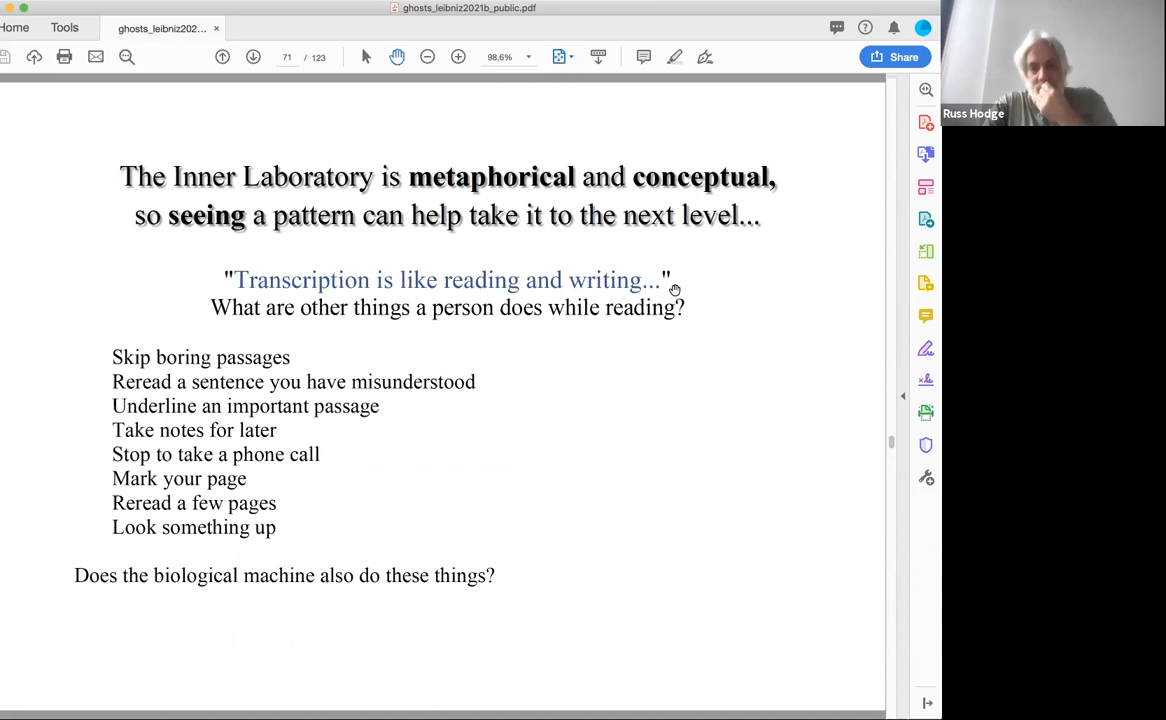 ghosts_leibniz2021b_public.pdf
Home
Tools
ghosts_leibniz202...
71 / 123
98,6%
Share
Russ Hodge
The Inner Laboratory is metaphorical and conceptual,
so seeing a pattern can help take it to the next level...
"Transcription is like reading and writing..."
What are other things a person does while reading?
Skip boring passages
Reread a sentence you have misunderstood
Underline an important passage
Take notes for later
Stop to take a phone call
Mark your page
Reread a few pages
Look something up
Does the biological machine also do these things?